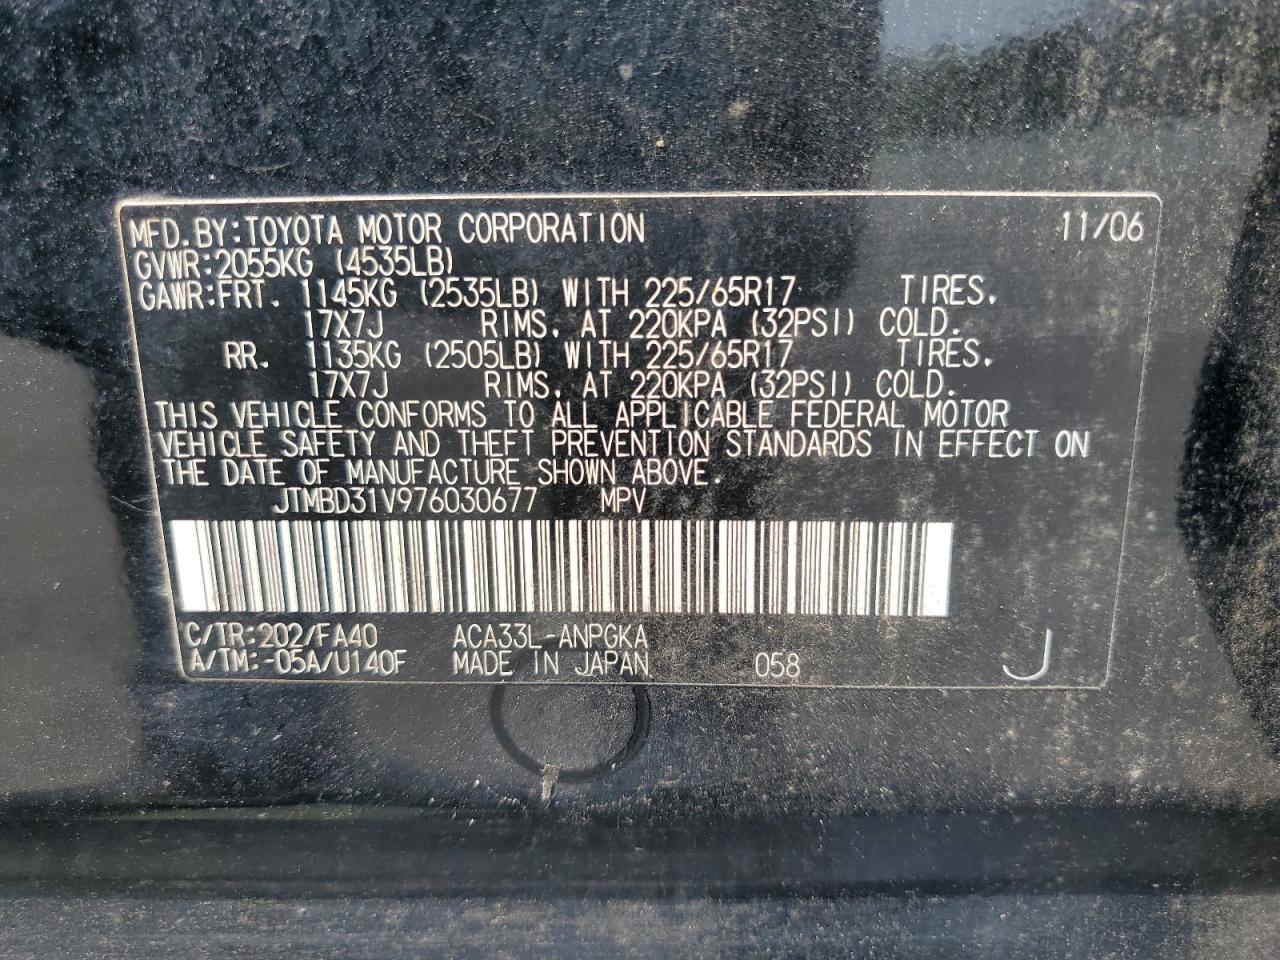 MFD. BY: TOYOTA MOTOR CORPORATION 11/06
GVWR: 2055KG (4535LB)
GAWR: FRT. 1145KG (2535LB) WITH 225/65R17 TIRES.
17X7J RIMS, AT 220KPA (32PSI) COLD.
RR. 1135KG (2505LB) WITH 225/65R17 TIRES,
17X7J RIMS, AT 220KPA (32PSI) COLD.
THIS VEHICLE CONFORMS TO ALL APPLICABLE FEDERAL MOTOR
VEHICLE SAFETY AND THEFT PREVENTION STANDARDS IN EFFECT ON
THE DATE OF MANUFACTURE SHOWN ABOVE.
JTMBD31V976030677 MPV
C/TR: 202/FA40 ACA33L-ANPGKA
A/TM: -05A/U140F MADE IN JAPAN 058 J